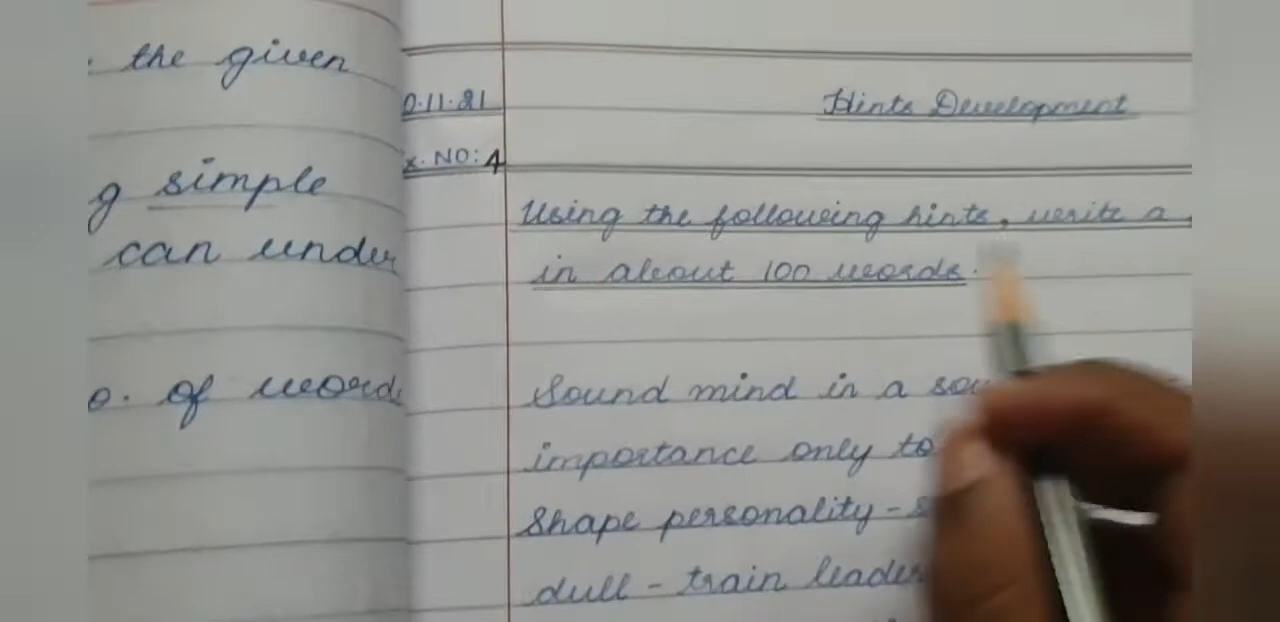 the given
g simple
can under
o. of words
0.11.21
Hints Development
x. NO: 4
Using the following hints, write a
in about 100 words.
Sound mind in a
importance only to
shape personality -
dull - train leader